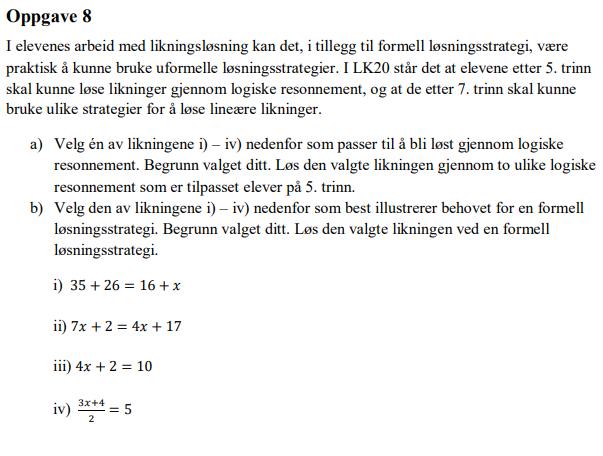 Oppgave 8
I elevenes arbeid med likningsløsning kan det, i tillegg til formell løsningsstrategi, være
praktisk å kunne bruke uformelle løsningsstrategier. I LK20 står det at elevene etter 5. trinn
skal kunne løse likninger gjennom logiske resonnement, og at de etter 7. trinn skal kunne
bruke ulike strategier for å løse lineære likninger.
a) Velg én av likningene i) – iv) nedenfor som passer til å bli løst gjennom logiske
resonnement. Begrunn valget ditt. Løs den valgte likningen gjennom to ulike logiske
resonnement som er tilpasset elever på 5. trinn.
b) Velg den av likningene i) – iv) nedenfor som best illustrerer behovet for en formell
løsningsstrategi. Begrunn valget ditt. Løs den valgte likningen ved en formell
løsningsstrategi.
i) 35 + 26 = 16 + x
ii) 7x + 2 = 4x + 17
iii) 4x + 2 = 10
iv) (3x+4)/2 = 5